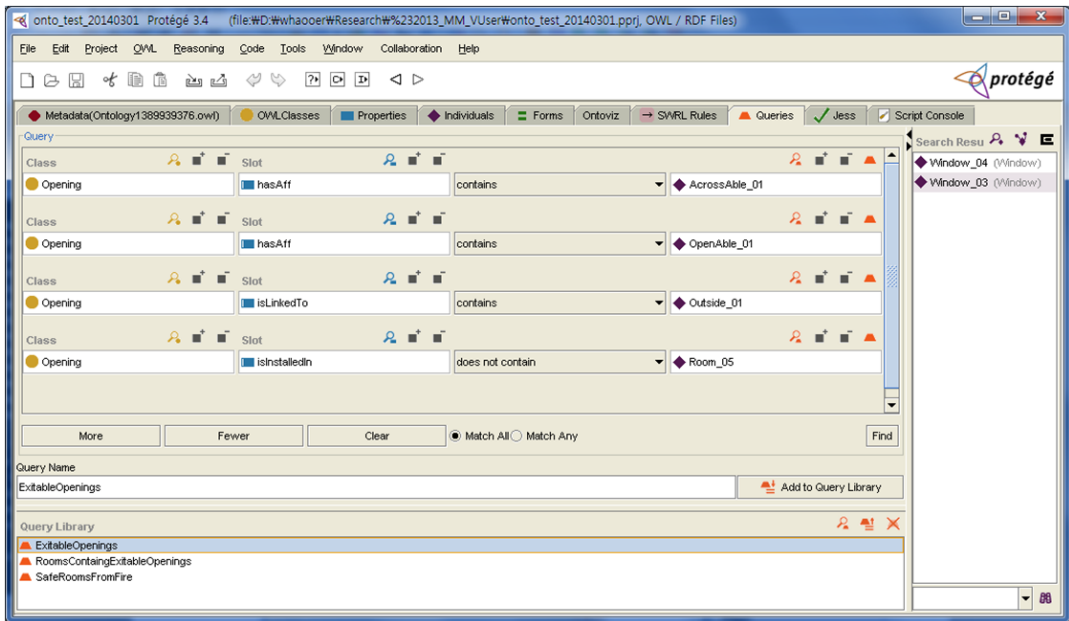 onto_test_20140301 Protégé 3.4 (file:₩D:₩whaooer₩Research₩%232013_MM_VUser₩onto_test_20140301.pprj, OWL / RDF Files)
File Edit Project OWL Reasoning Code Tools Window Collaboration Help
protégé
Metadata(Ontology1389939376.owl) OWLClasses Properties Individuals Forms Ontoviz SWRL Rules Queries Jess Script Console
Query
Search Resu
Class Slot
Opening hasAff contains AcrossAble_01
Class Slot
Opening hasAff contains OpenAble_01
Class Slot
Opening isLinkedTo contains Outside_01
Class Slot
Opening isInstalledIn does not contain Room_05
Window_04 (Window)
Window_03 (Window)
More Fewer Clear Match All Match Any Find
Query Name
ExitableOpenings Add to Query Library
Query Library
ExitableOpenings
RoomsContaingExitableOpenings
SafeRoomsFromFire